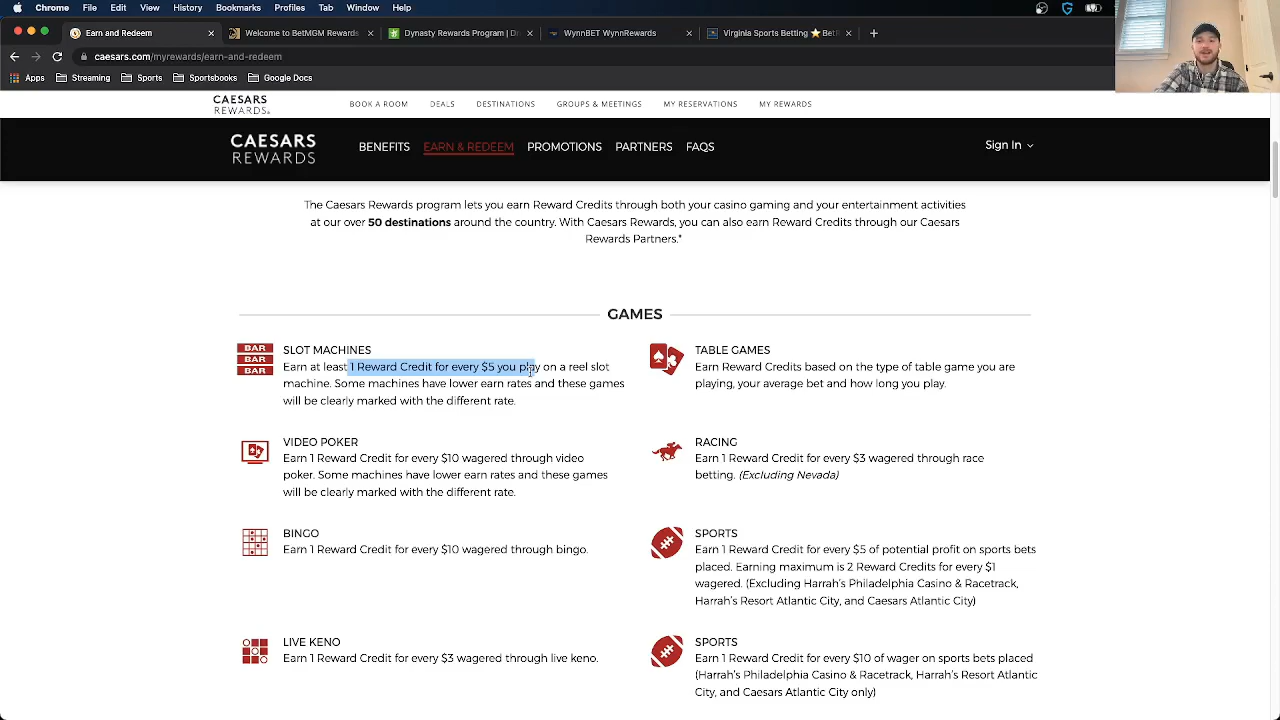 Chrome File Edit View History Bookmarks Profiles Tab Window Help
Earn and Redeem
caesars.com/myrewards/earn-and-redeem
Apps Streaming Sports Sportsbooks Google Docs
CAESARS
REWARDS
BOOK A ROOM DEALS DESTINATIONS GROUPS & MEETINGS MY RESERVATIONS MY REWARDS
CAESARS
REWARDS
BENEFITS EARN & REDEEM PROMOTIONS PARTNERS FAQS
Sign In
The Caesars Rewards program lets you earn Reward Credits through both your casino gaming and your entertainment activities
at our over 50 destinations around the country. With Caesars Rewards, you can also earn Reward Credits through our Caesars
Rewards Partners.*
GAMES
BAR
BAR
BAR
SLOT MACHINES
Earn at least 1 Reward Credit for every $5 you play on a reel slot
machine. Some machines have lower earn rates and these games
will be clearly marked with the different rate.
TABLE GAMES
Earn Reward Credits based on the type of table game you are
playing, your average bet and how long you play.
VIDEO POKER
Earn 1 Reward Credit for every $10 wagered through video
poker. Some machines have lower earn rates and these games
will be clearly marked with the different rate.
RACING
Earn 1 Reward Credit for every $3 wagered through race
betting. (Excluding Nevada)
BINGO
Earn 1 Reward Credit for every $10 wagered through bingo.
SPORTS
Earn 1 Reward Credit for every $5 of potential profit on sports bets
placed. Earning maximum is 2 Reward Credits for every $1
wagered. (Excluding Harrah's Philadelphia Casino & Racetrack,
Harrah's Resort Atlantic City, and Caesars Atlantic City)
LIVE KENO
Earn 1 Reward Credit for every $3 wagered through live keno.
SPORTS
Earn 1 Reward Credit for every $10 of wager on sports bets placed
(Harrah's Philadelphia Casino & Racetrack, Harrah's Resort Atlantic
City, and Caesars Atlantic City only)